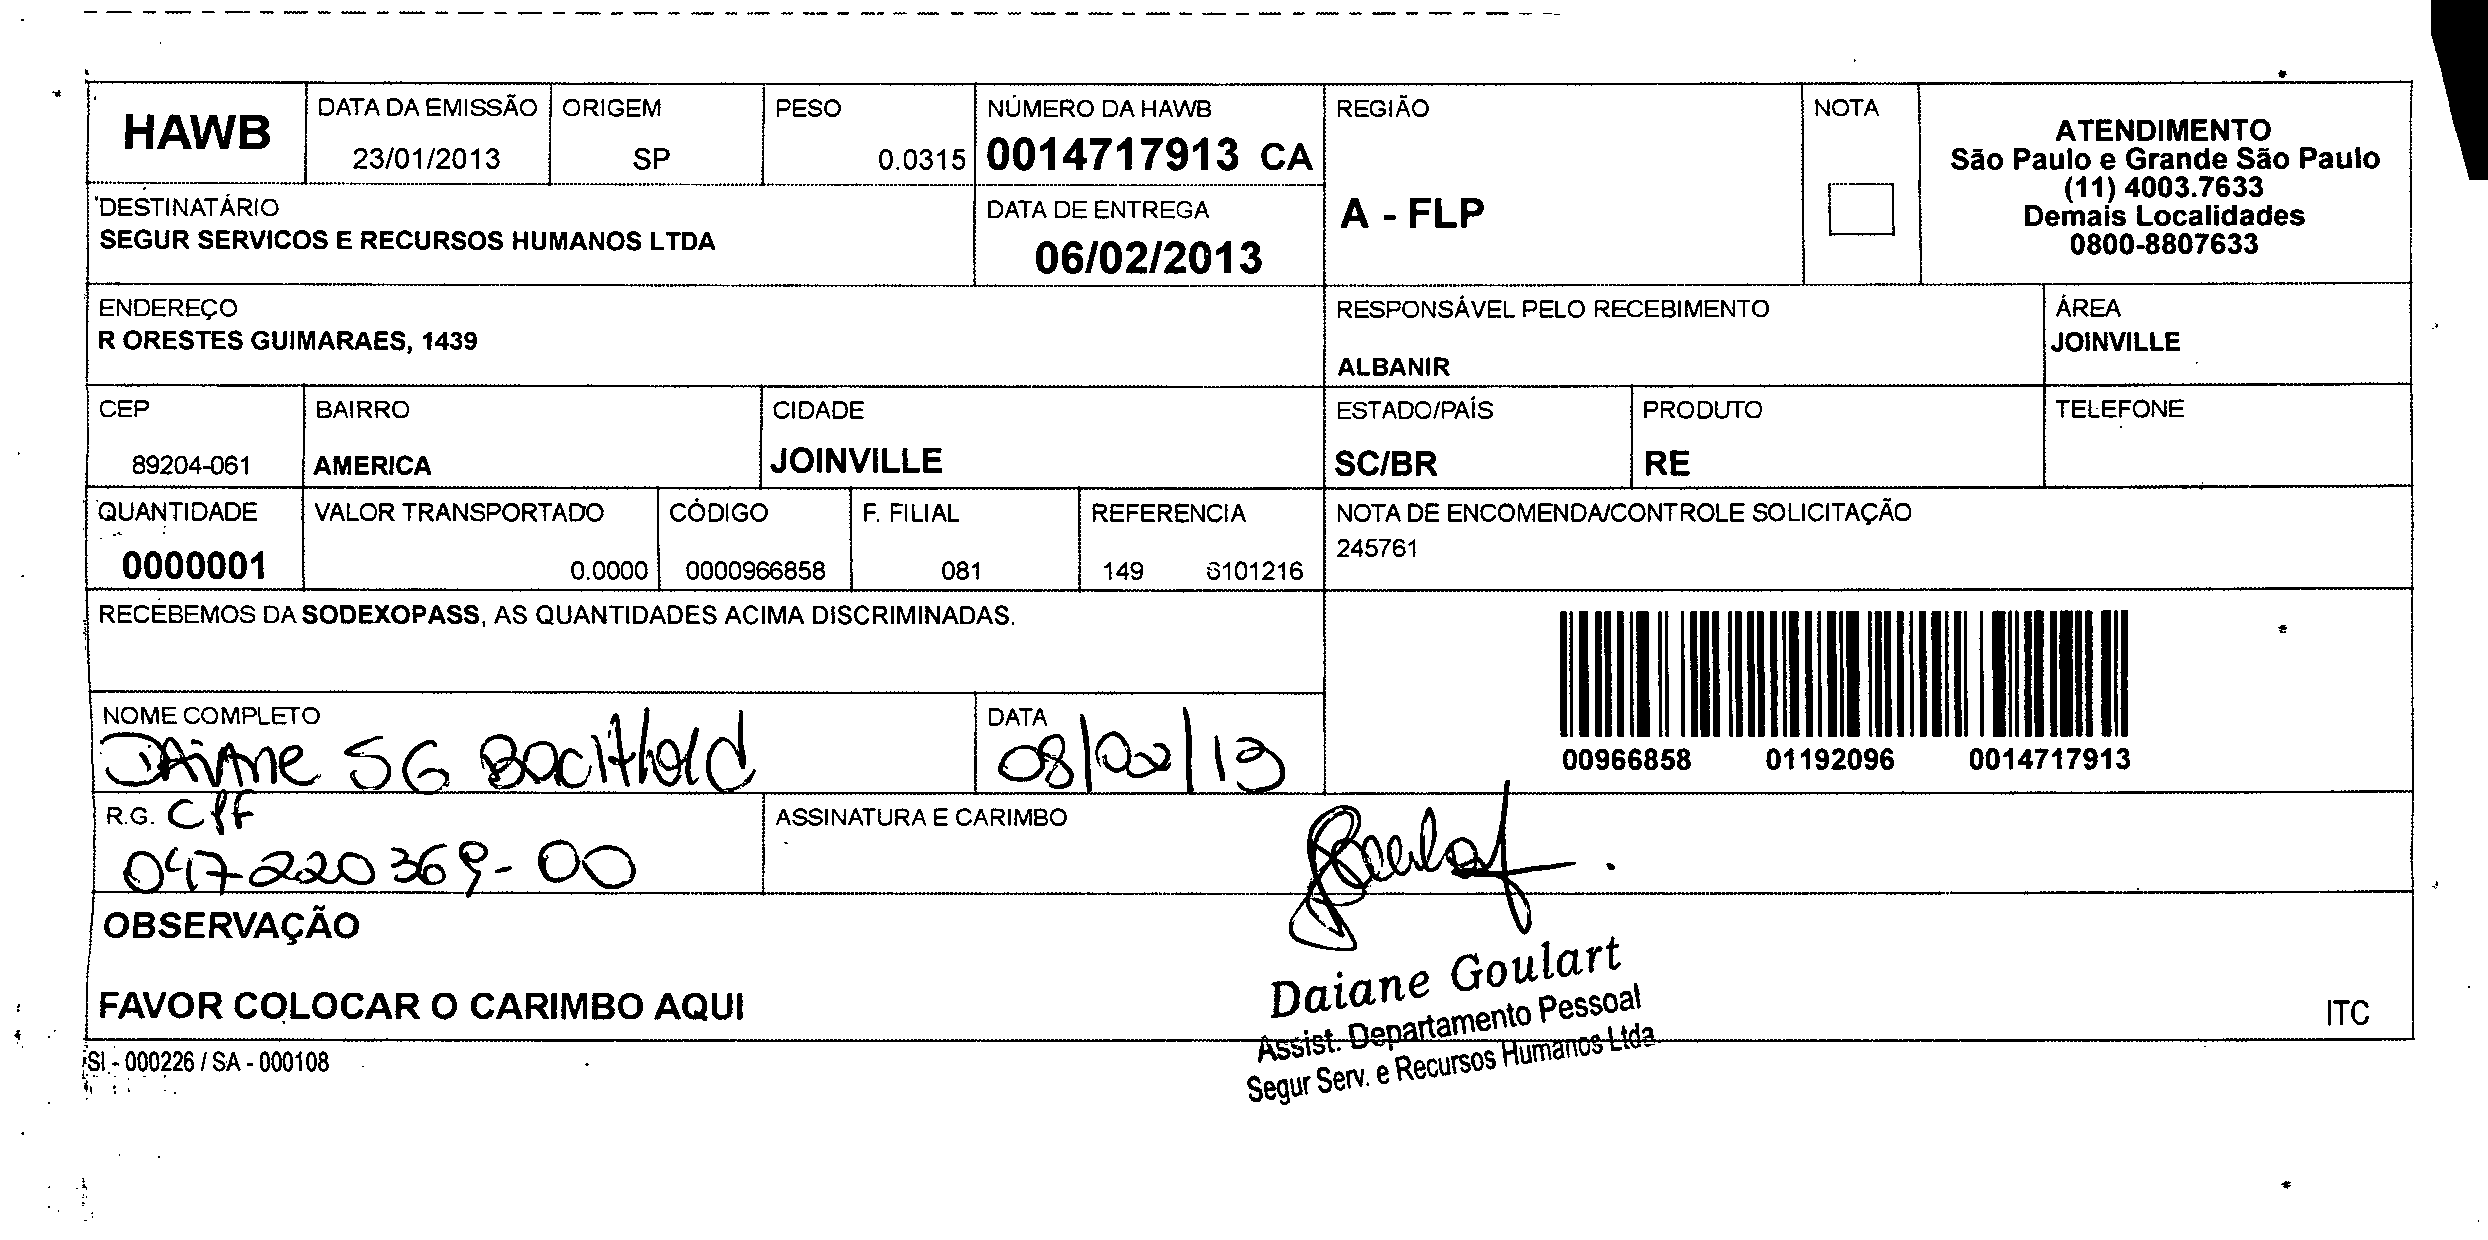 HAWB
DATA DA EMISSÃO
23/01/2013
ORIGEM
SP
PESO
0.0315
NÚMERO DA HAWB
0014717913 CA
REGIÃO
A - FLP
NOTA
ATENDIMENTO
São Paulo e Grande São Paulo
(11) 4003.7633
Demais Localidades
0800-8807633
DESTINATÁRIO
SEGUR SERVICOS E RECURSOS HUMANOS LTDA
DATA DE ENTREGA
06/02/2013
ENDEREÇO
R ORESTES GUIMARAES, 1439
RESPONSÁVEL PELO RECEBIMENTO
ALBANIR
ÁREA
JOINVILLE
CEP
89204-061
BAIRRO
AMERICA
CIDADE
JOINVILLE
ESTADO/PAÍS
SC/BR
PRODUTO
RE
TELEFONE
QUANTIDADE
0000001
VALOR TRANSPORTADO
0.0000
CÓDIGO
0000966858
F. FILIAL
081
REFERENCIA
149 6101216
NOTA DE ENCOMENDA/CONTROLE SOLICITAÇÃO
245761
RECEBEMOS DA SODEXOPASS, AS QUANTIDADES ACIMA DISCRIMINADAS.
00966858 01192096 0014717913
NOME COMPLETO
DAiAne SG
DATA
08/02/13
R.G. CPF
047-220369-00
ASSINATURA E CARIMBO
OBSERVAÇÃO
FAVOR COLOCAR O CARIMBO AQUI
Daiane Goulart
Assist. Departamento Pessoal
Segur Serv. e Recursos Humanos Ltda
ITC
SI - 000226 / SA - 000108